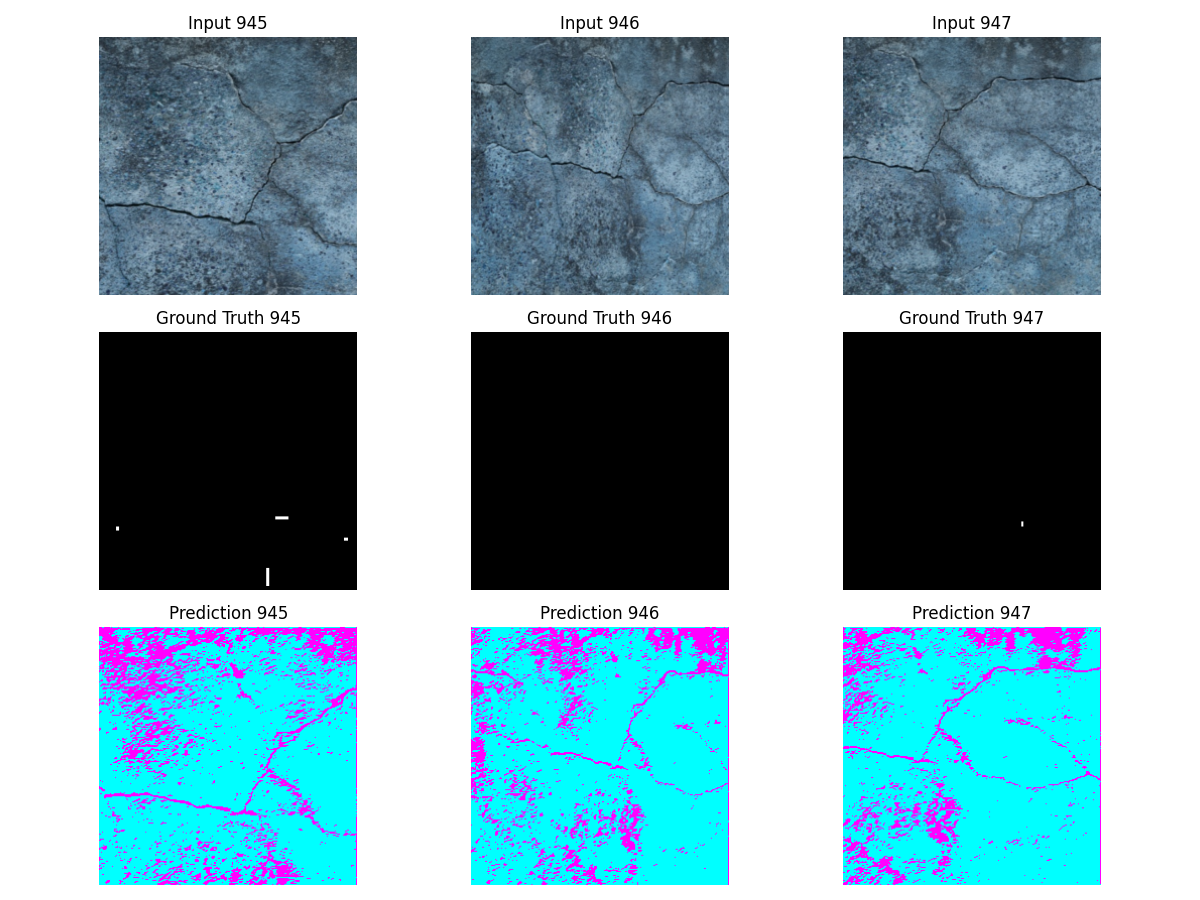 Input 945
Input 946
Input 947
Ground Truth 945
Ground Truth 946
Ground Truth 947
Prediction 945
Prediction 946
Prediction 947